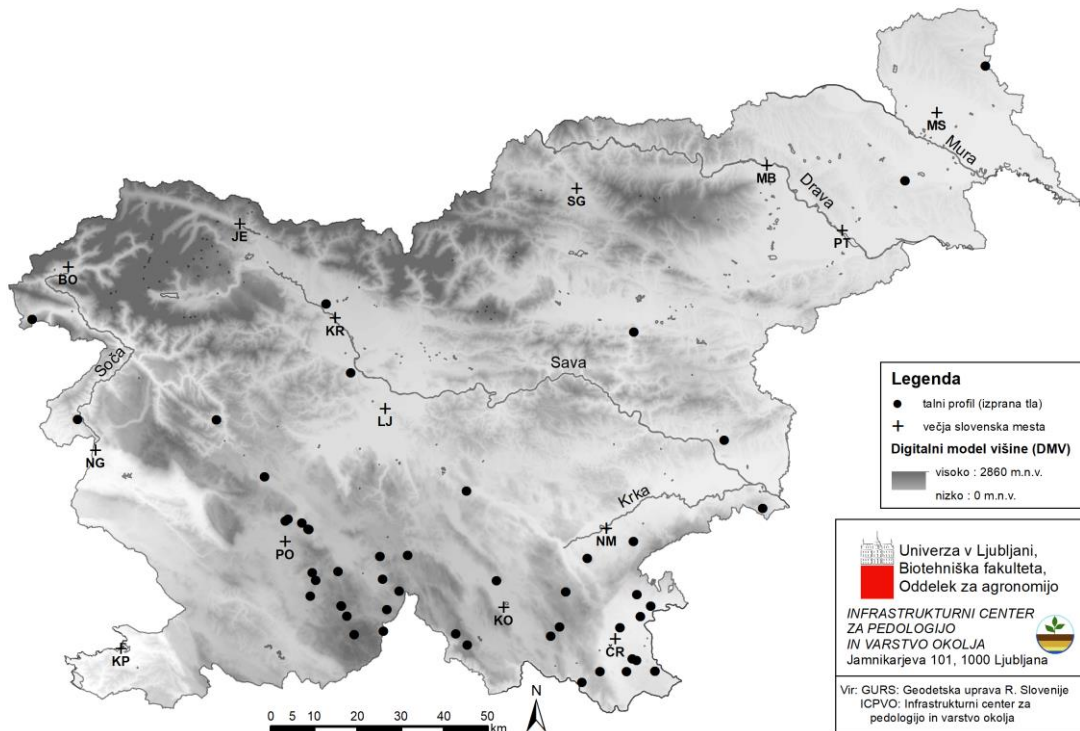 MS
Mura
MB
Drava
SG
PT
JE
BO
KR
Soča
Sava
LJ
NG
Krka
NM
PO
KO
ČR
KP
N
0 5 10 20 30 40 50
km
Legenda
talni profil (izprana tla)
večja slovenska mesta
Digitalni model višine (DMV)
visoko : 2860 m.n.v.
nizko : 0 m.n.v.
Univerza v Ljubljani,
Biotehniška fakulteta,
Oddelek za agronomijo
INFRASTRUKTURNI CENTER
ZA PEDOLOGIJO
IN VARSTVO OKOLJA
Jamnikarjeva 101, 1000 Ljubljana
Vir: GURS: Geodetska uprava R. Slovenije
ICPVO: Infrastrukturni center za
pedologijo in varstvo okolja